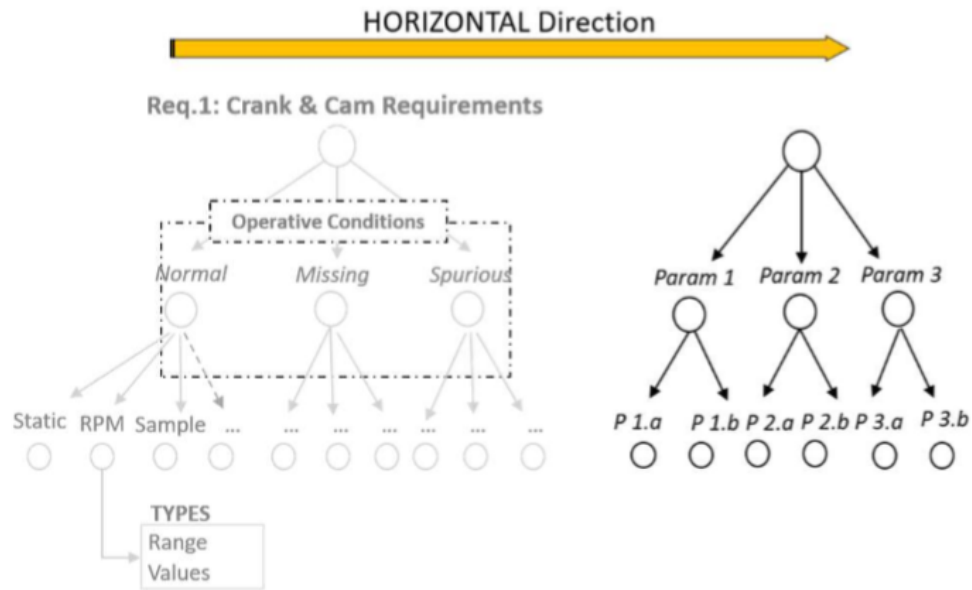 HORIZONTAL Direction
Req.1: Crank & Cam Requirements
Operative Conditions
Normal Missing Spurious
Param 1 Param 2 Param 3
Static RPM Sample ... ... ... ... ... ... ...
P 1.a P 1.b P 2.a P 2.b P 3.a P 3.b
TYPES
Range
Values